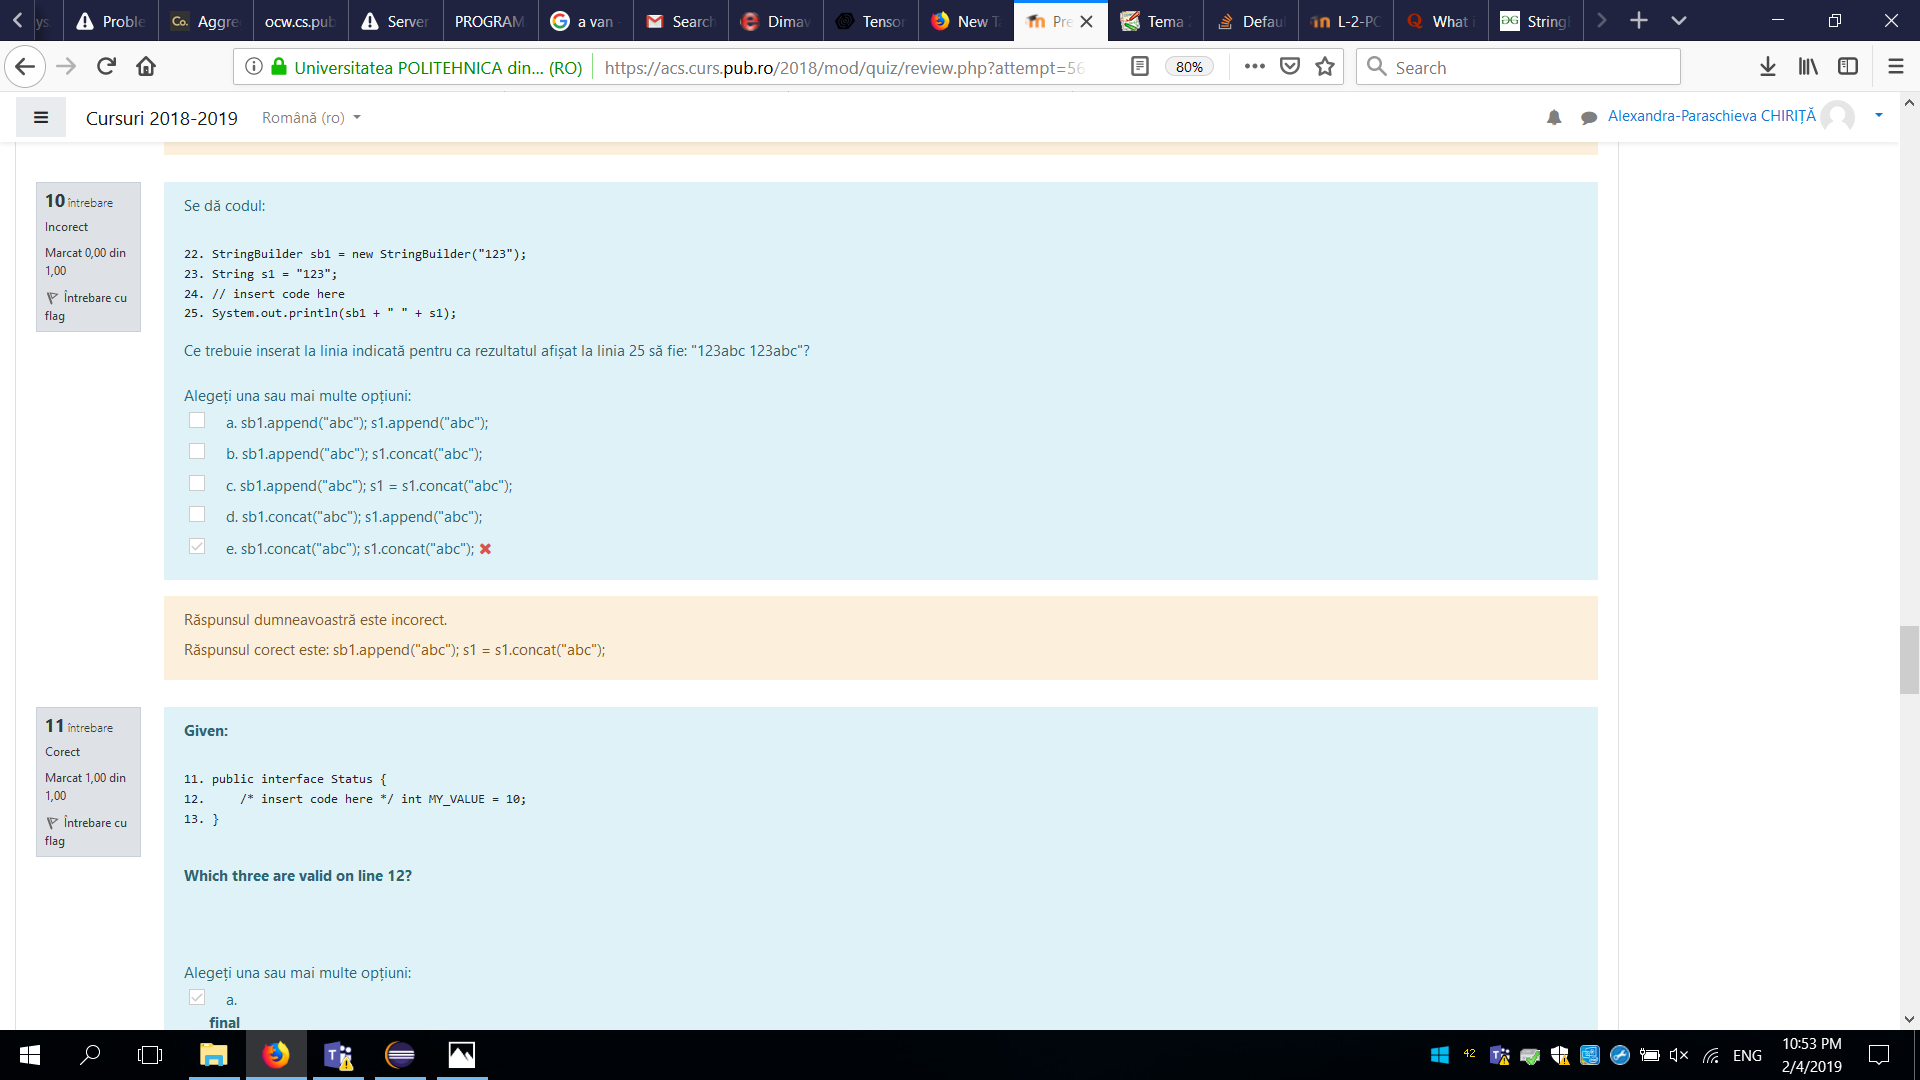 ys
Proble
Aggre
ocw.cs.pub
Server
PROGRAM
a van
Search
Dimav
Tensor
New T
Pre
Tema
Defau
L-2-PC
What i
String
Universitatea POLITEHNICA din... (RO)
https://acs.curs.pub.ro/2018/mod/quiz/review.php?attempt=56
80%
Search
Cursuri 2018-2019
Română (ro)
Alexandra-Paraschieva CHIRIȚĂ
10 întrebare
Incorect
Marcat 0,00 din
1,00
Întrebare cu
flag
Se dă codul:
22. StringBuilder sb1 = new StringBuilder("123");
23. String s1 = "123";
24. // insert code here
25. System.out.println(sb1 + " " + s1);
Ce trebuie inserat la linia indicată pentru ca rezultatul afișat la linia 25 să fie: "123abc 123abc"?
Alegeți una sau mai multe opțiuni:
a. sb1.append("abc"); s1.append("abc");
b. sb1.append("abc"); s1.concat("abc");
c. sb1.append("abc"); s1 = s1.concat("abc");
d. sb1.concat("abc"); s1.append("abc");
e. sb1.concat("abc"); s1.concat("abc");
Răspunsul dumneavoastră este incorect.
Răspunsul corect este: sb1.append("abc"); s1 = s1.concat("abc");
11 întrebare
Corect
Marcat 1,00 din
1,00
Întrebare cu
flag
Given:
11. public interface Status {
12. /* insert code here */ int MY_VALUE = 10;
13. }
Which three are valid on line 12?
Alegeți una sau mai multe opțiuni:
a.
final
42
ENG
10:53 PM
2/4/2019